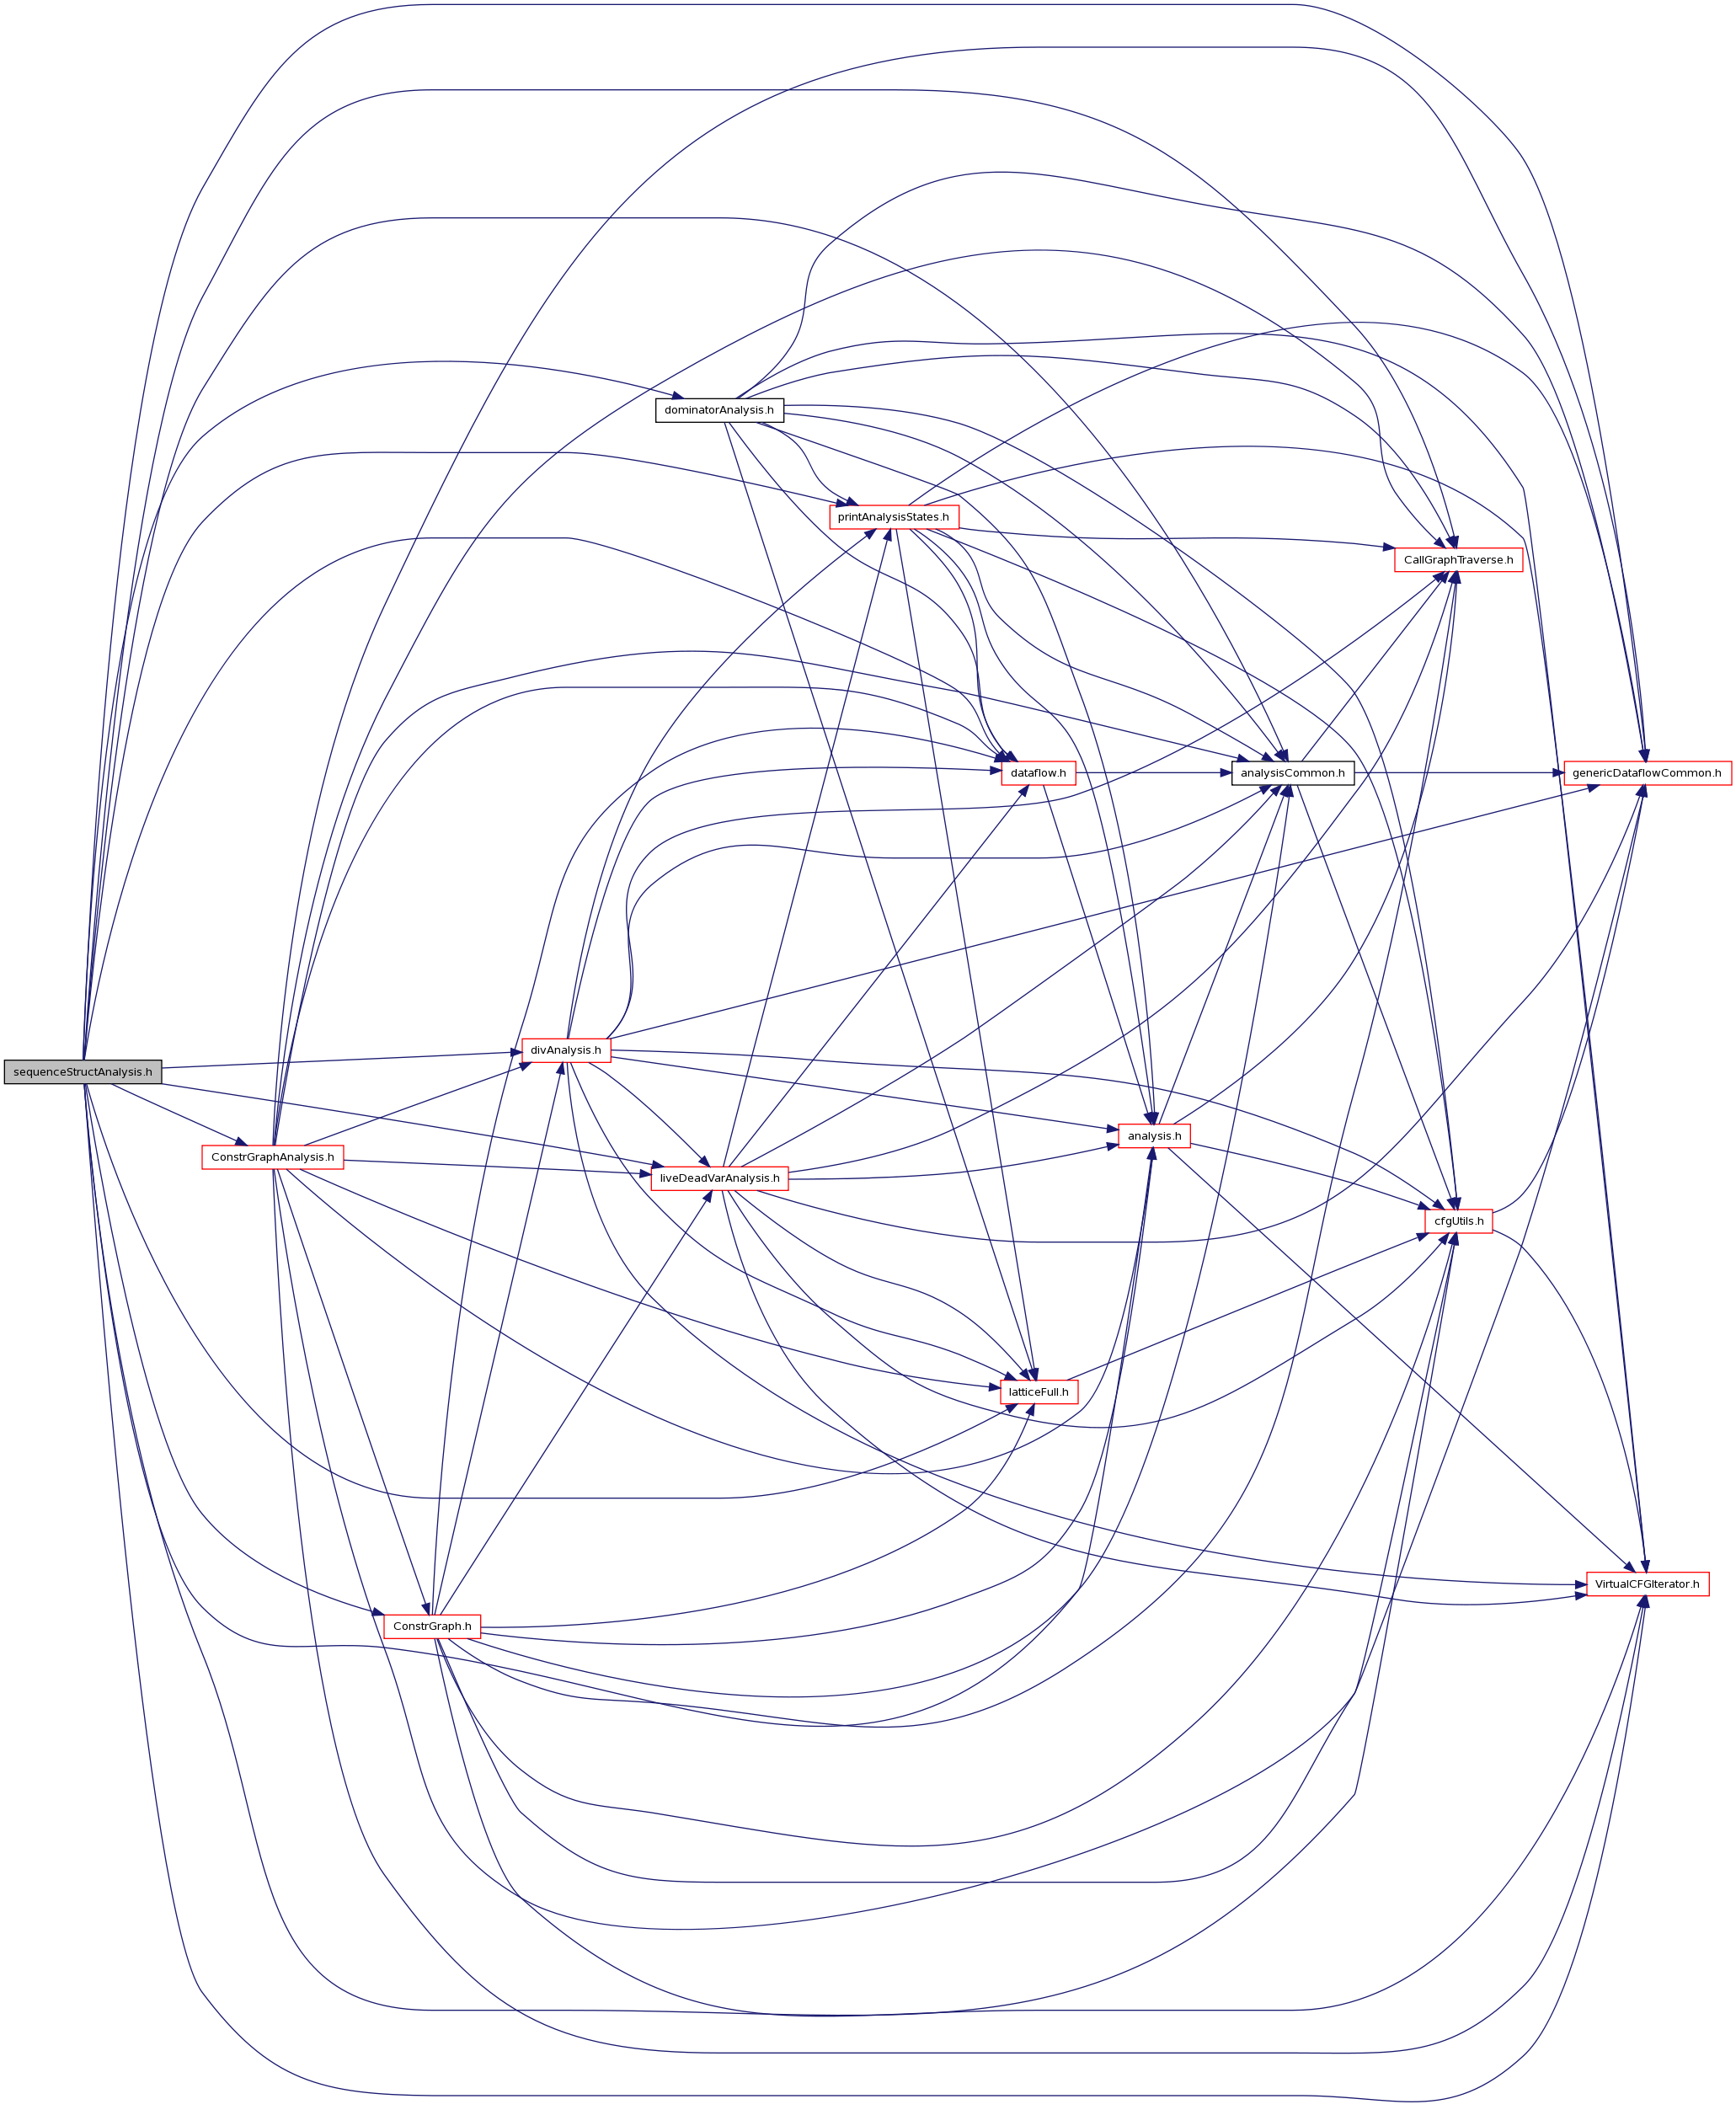 dominatorAnalysis.h
printAnalysisStates.h
CallGraphTraverse.h
dataflow.h
analysisCommon.h
genericDataflowCommon.h
divAnalysis.h
sequenceStructAnalysis.h
analysis.h
ConstrGraphAnalysis.h
liveDeadVarAnalysis.h
cfgUtils.h
latticeFull.h
VirtualCFGIterator.h
ConstrGraph.h